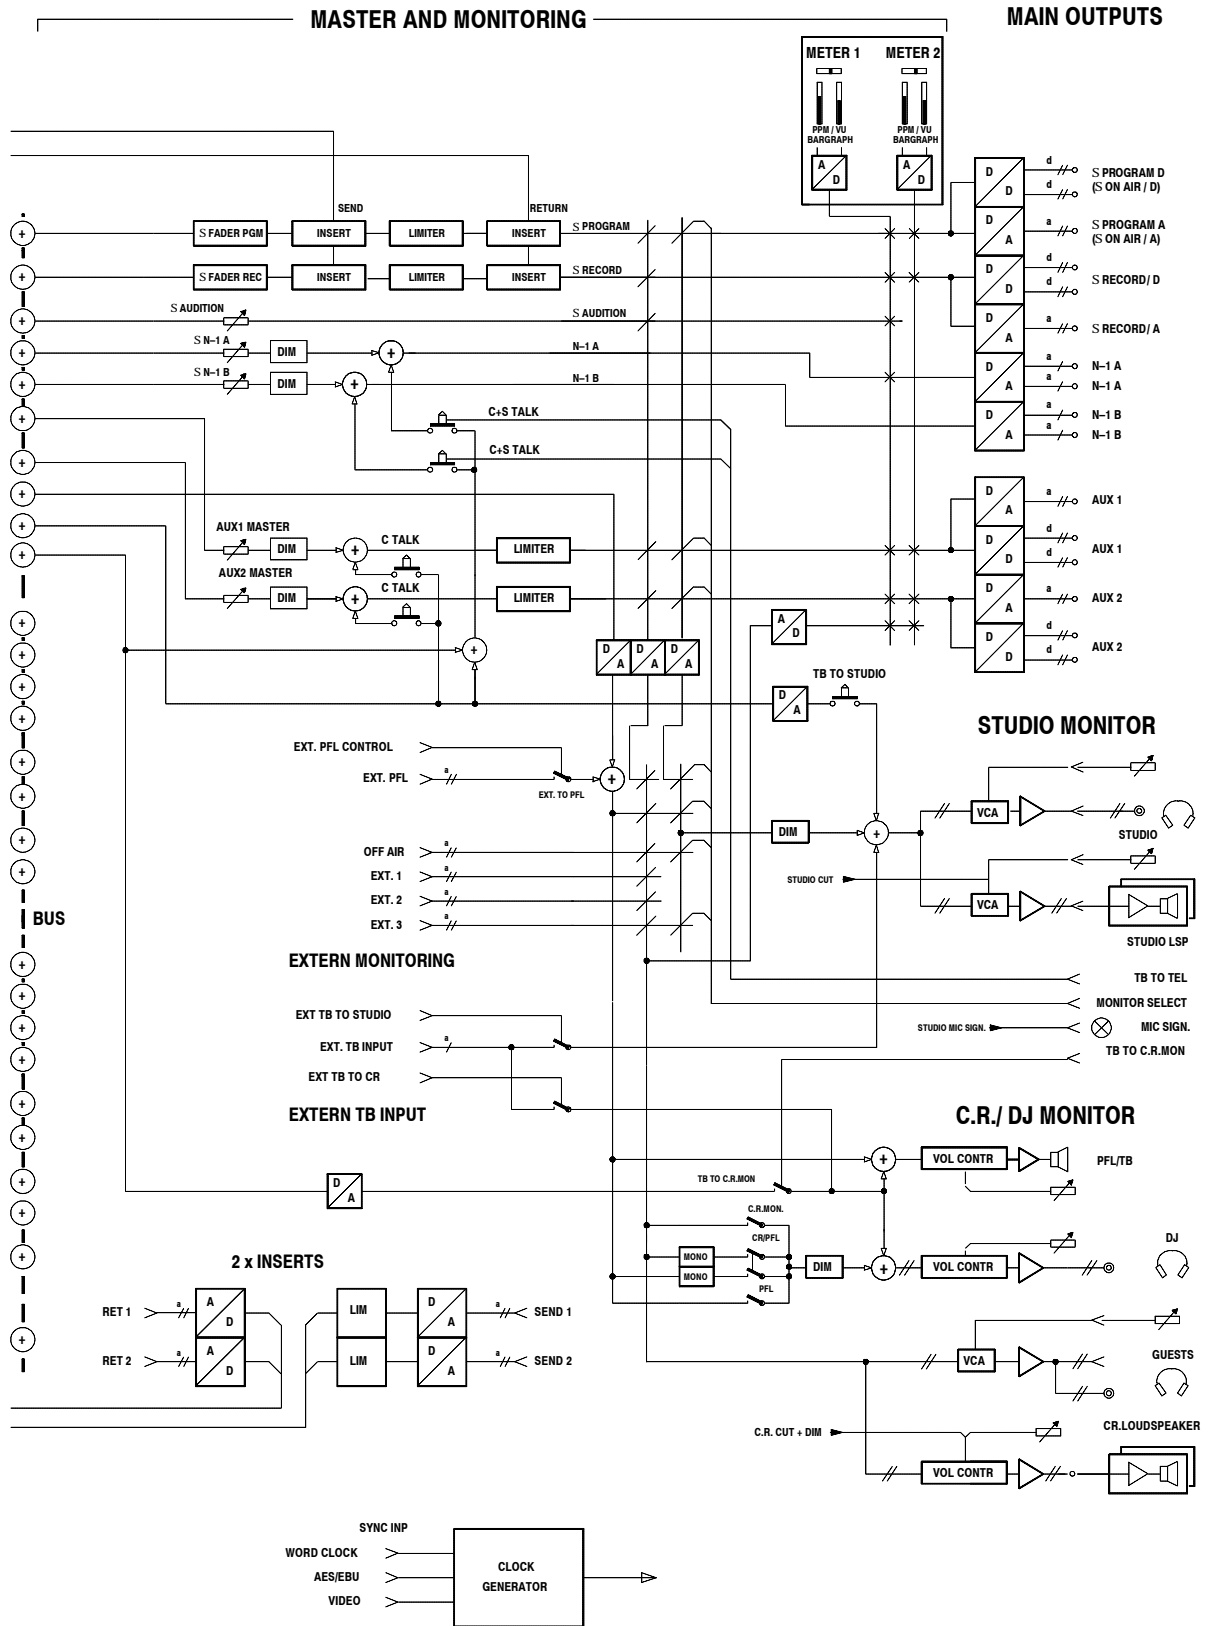 MASTER AND MONITORING
MAIN OUTPUTS
METER 1
METER 2
PPM / VU
BARGRAPH
PPM / VU
BARGRAPH
A
D
A
D
d
d
D
D
S PROGRAM D
(S ON AIR / D)
SEND
RETURN
S FADER PGM
INSERT
LIMITER
INSERT
S PROGRAM
D
A
a
S PROGRAM A
(S ON AIR / A)
S FADER REC
INSERT
LIMITER
INSERT
S RECORD
D
D
d
d
S RECORD/ D
S AUDITION
S AUDITION
D
A
a
S RECORD/ A
S N–1 A
DIM
N–1 A
D
A
a
a
N–1 A
N–1 A
S N–1 B
DIM
N–1 B
D
A
a
a
N–1 B
N–1 B
C+S TALK
C+S TALK
D
A
a
AUX 1
AUX1 MASTER
DIM
C TALK
LIMITER
D
D
d
d
AUX 1
AUX2 MASTER
DIM
C TALK
LIMITER
D
A
a
AUX 2
A
D
D
D
d
d
AUX 2
D
A
D
A
D
A
TB TO STUDIO
D
A
STUDIO MONITOR
EXT. PFL CONTROL
EXT. PFL
a
EXT. TO PFL
VCA
STUDIO
DIM
OFF AIR
a
EXT. 1
a
STUDIO CUT
EXT. 2
a
VCA
EXT. 3
a
BUS
STUDIO LSP
EXTERN MONITORING
TB TO TEL
MONITOR SELECT
EXT TB TO STUDIO
STUDIO MIC SIGN.
MIC SIGN.
EXT. TB INPUT
a
TB TO C.R.MON
EXT TB TO CR
EXTERN TB INPUT
C.R./ DJ MONITOR
VOL CONTR
PFL/TB
D
A
TB TO C.R.MON
C.R.MON.
CR/PFL
MONO
MONO
PFL
DIM
VOL CONTR
DJ
2 x INSERTS
RET 1
a
A
D
LIM
D
A
a
SEND 1
RET 2
a
A
D
LIM
D
A
a
SEND 2
VCA
GUESTS
C.R. CUT + DIM
CR.LOUDSPEAKER
VOL CONTR
SYNC INP
WORD CLOCK
AES/EBU
VIDEO
CLOCK
GENERATOR